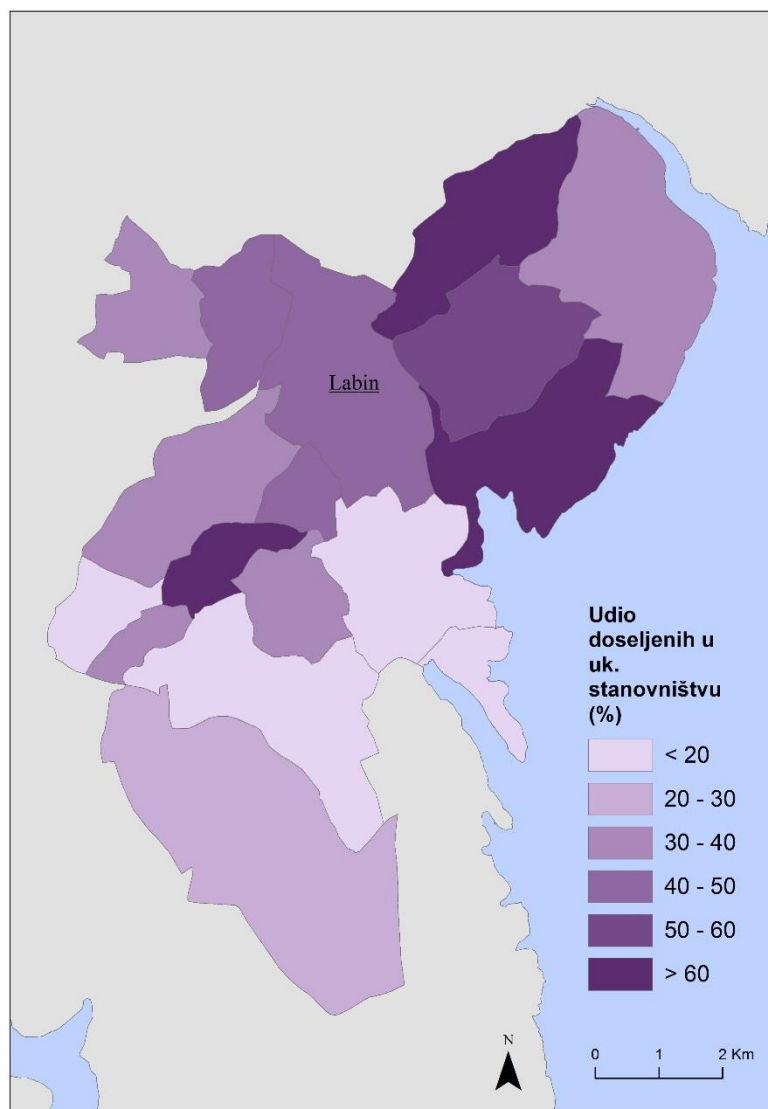 Labin
Udio
doseljenih u
uk.
stanovništvu
(%)
< 20
20 - 30
30 - 40
40 - 50
50 - 60
> 60
N
0 1 2 Km